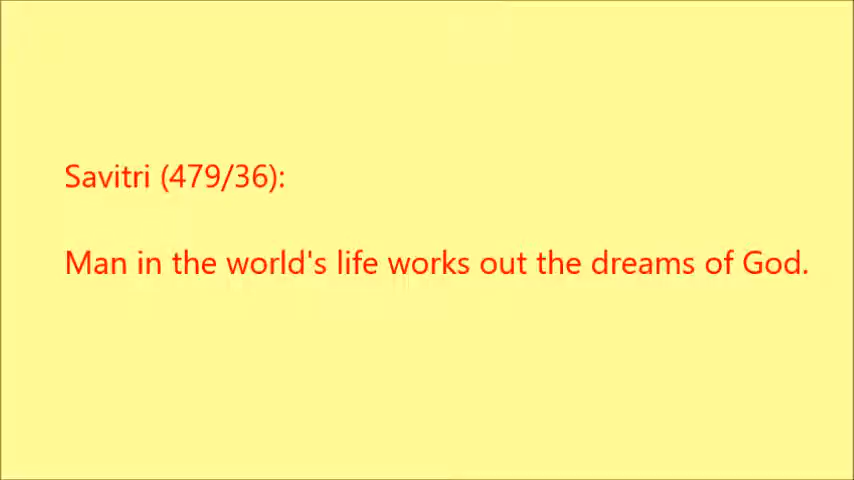 Savitri (479/36):
Man in the world's life works out the dreams of God.